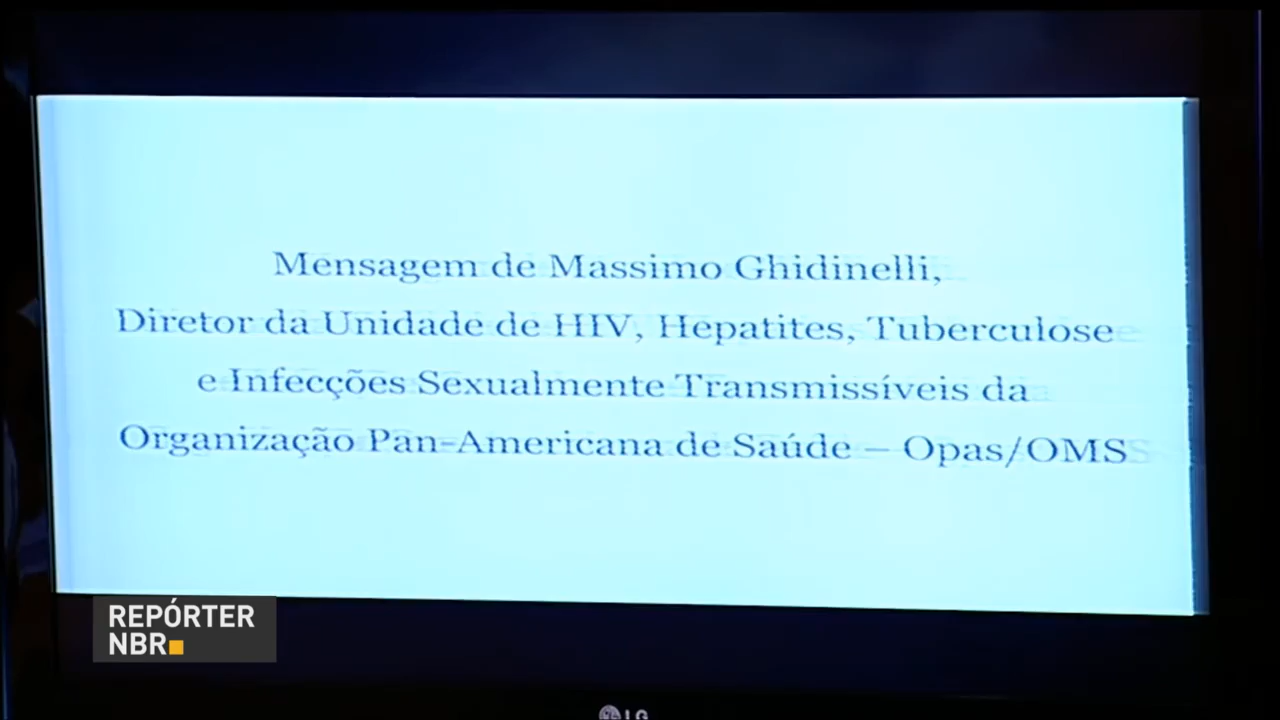 Mensagem de Massimo Ghidinelli,
Diretor da Unidade de HIV, Hepatites, Tuberculose
e Infecções Sexualmente Transmissíveis da
Organização Pan-Americana de Saúde – Opas/OMS
REPÓRTER
NBR
LG